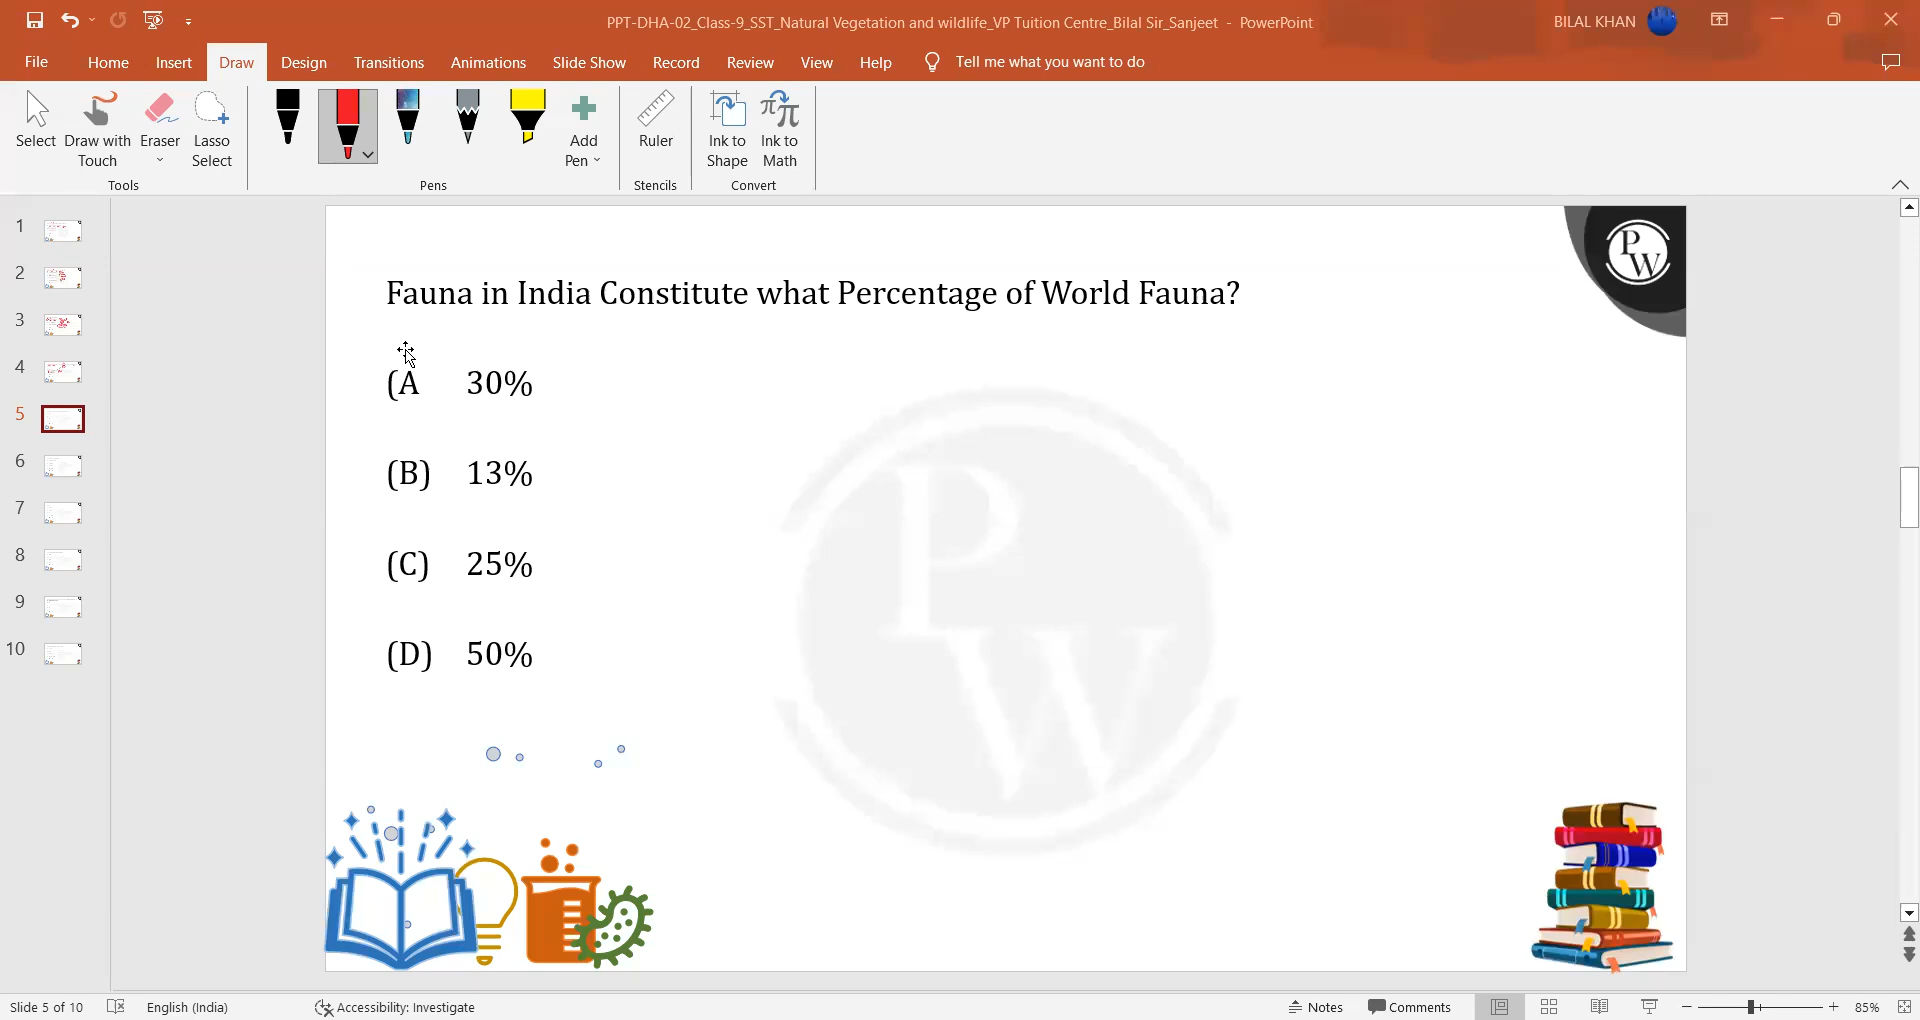 PPT-DHA-02_Class-9_SST_Natural Vegetation and wildlife_VP Tuition Centre_Bilal Sir_Sanjeet - PowerPoint
BILAL KHAN
File Home Insert Draw Design Transitions Animations Slide Show Record Review View Help Tell me what you want to do
Select Draw with Touch Eraser Lasso Select Add Pen Ruler Ink to Shape Ink to Math
Tools Pens Stencils Convert
1
2
3
4
5
6
7
8
9
10
PW
Fauna in India Constitute what Percentage of World Fauna?
(A 30%
(B) 13%
(C) 25%
(D) 50%
PW
Slide 5 of 10 English (India) Accessibility: Investigate Notes Comments 85%